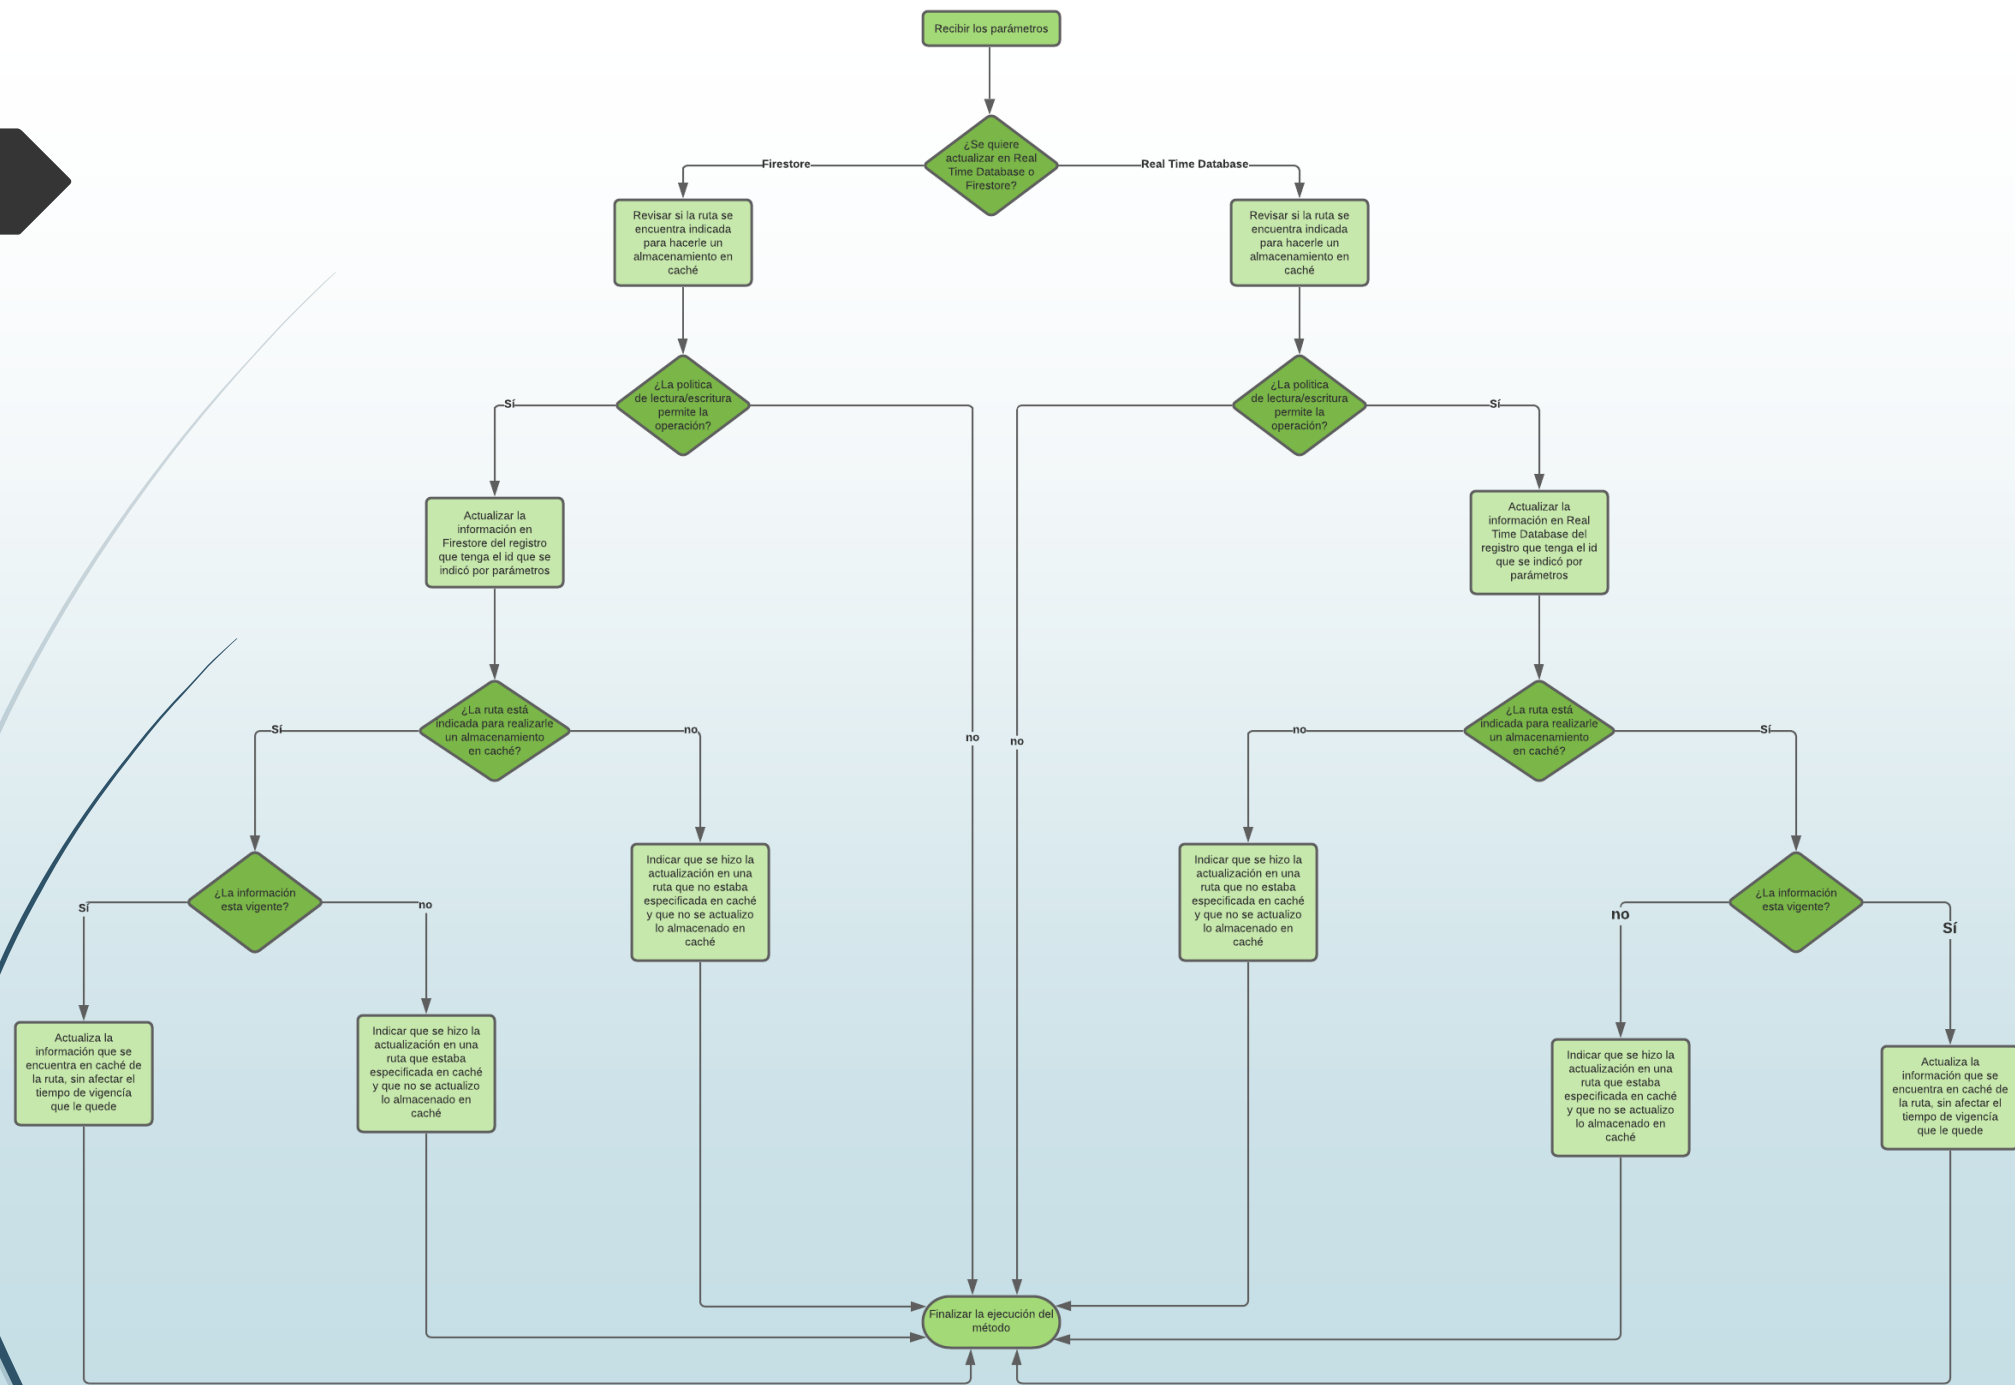 Recibir los parámetros
¿Se quiere
actualizar en Real
Time Database o
Firestore?
Firestore
Real Time Database
Revisar si la ruta se
encuentra indicada
para hacerle un
almacenamiento en
caché
Revisar si la ruta se
encuentra indicada
para hacerle un
almacenamiento en
caché
¿La politica
de lectura/escritura
permite la
operación?
Sí
no
¿La politica
de lectura/escritura
permite la
operación?
no
Sí
Actualizar la
información en
Firestore del registro
que tenga el id que se
indicó por parámetros
Actualizar la
información en Real
Time Database del
registro que tenga el id
que se indicó por
parámetros
¿La ruta está
indicada para realizarle
un almacenamiento
en caché?
Sí
no
¿La ruta está
indicada para realizarle
un almacenamiento
en caché?
no
Sí
¿La información
esta vigente?
Sí
no
Indicar que se hizo la
actualización en una
ruta que no estaba
especificada en caché
y que no se actualizo
lo almacenado en
caché
Indicar que se hizo la
actualización en una
ruta que no estaba
especificada en caché
y que no se actualizo
lo almacenado en
caché
¿La información
esta vigente?
no
Sí
Actualiza la
información que se
encuentra en caché de
la ruta, sin afectar el
tiempo de vigencía
que le quede
Indicar que se hizo la
actualización en una
ruta que estaba
especificada en caché
y que no se actualizo
lo almacenado en
caché
Indicar que se hizo la
actualización en una
ruta que estaba
especificada en caché
y que no se actualizo
lo almacenado en
caché
Actualiza la
información que se
encuentra en caché de
la ruta, sin afectar el
tiempo de vigencía
que le quede
Finalizar la ejecución del
método